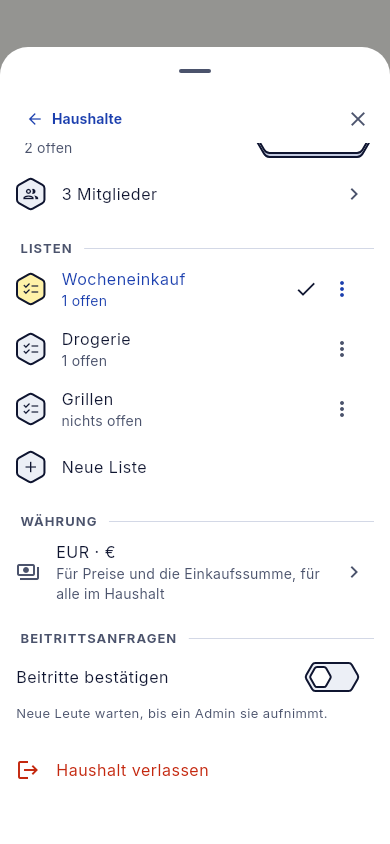 Haushalte
2 offen
3 Mitglieder
LISTEN
Wocheneinkauf
1 offen
Drogerie
1 offen
Grillen
nichts offen
Neue Liste
WÄHRUNG
EUR · €
Für Preise und die Einkaufssumme, für
alle im Haushalt
BEITRITTSANFRAGEN
Beitritte bestätigen
Neue Leute warten, bis ein Admin sie aufnimmt.
Haushalt verlassen